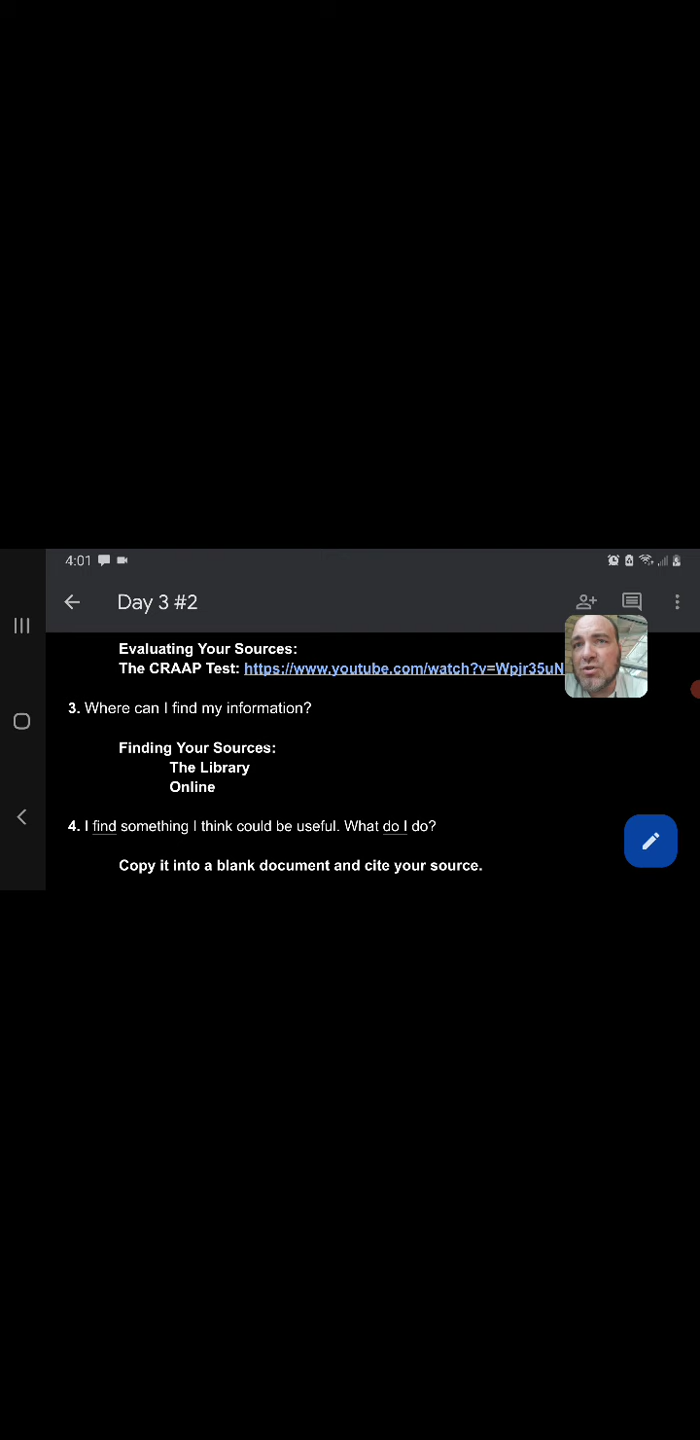 4:01
Day 3 #2
Evaluating Your Sources:
The CRAAP Test: https://www.youtube.com/watch?v=Wpjr35uN
3. Where can I find my information?
Finding Your Sources:
The Library
Online
4. I find something I think could be useful. What do I do?
Copy it into a blank document and cite your source.